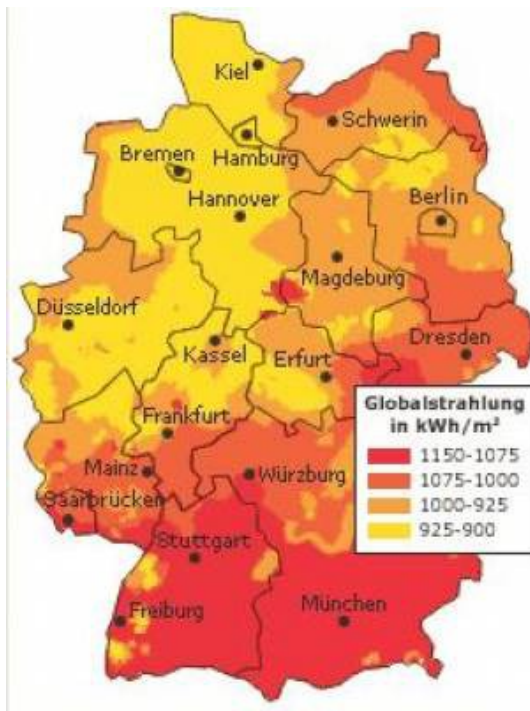 Kiel
Schwerin
Hamburg
Bremen
Hannover
Berlin
Magdeburg
Düsseldorf
Kassel
Erfurt
Dresden
Frankfurt
Mainz
Würzburg
Saarbrücken
Stuttgart
Freiburg
München
Globalstrahlung
in kWh/m²
1150-1075
1075-1000
1000-925
925-900